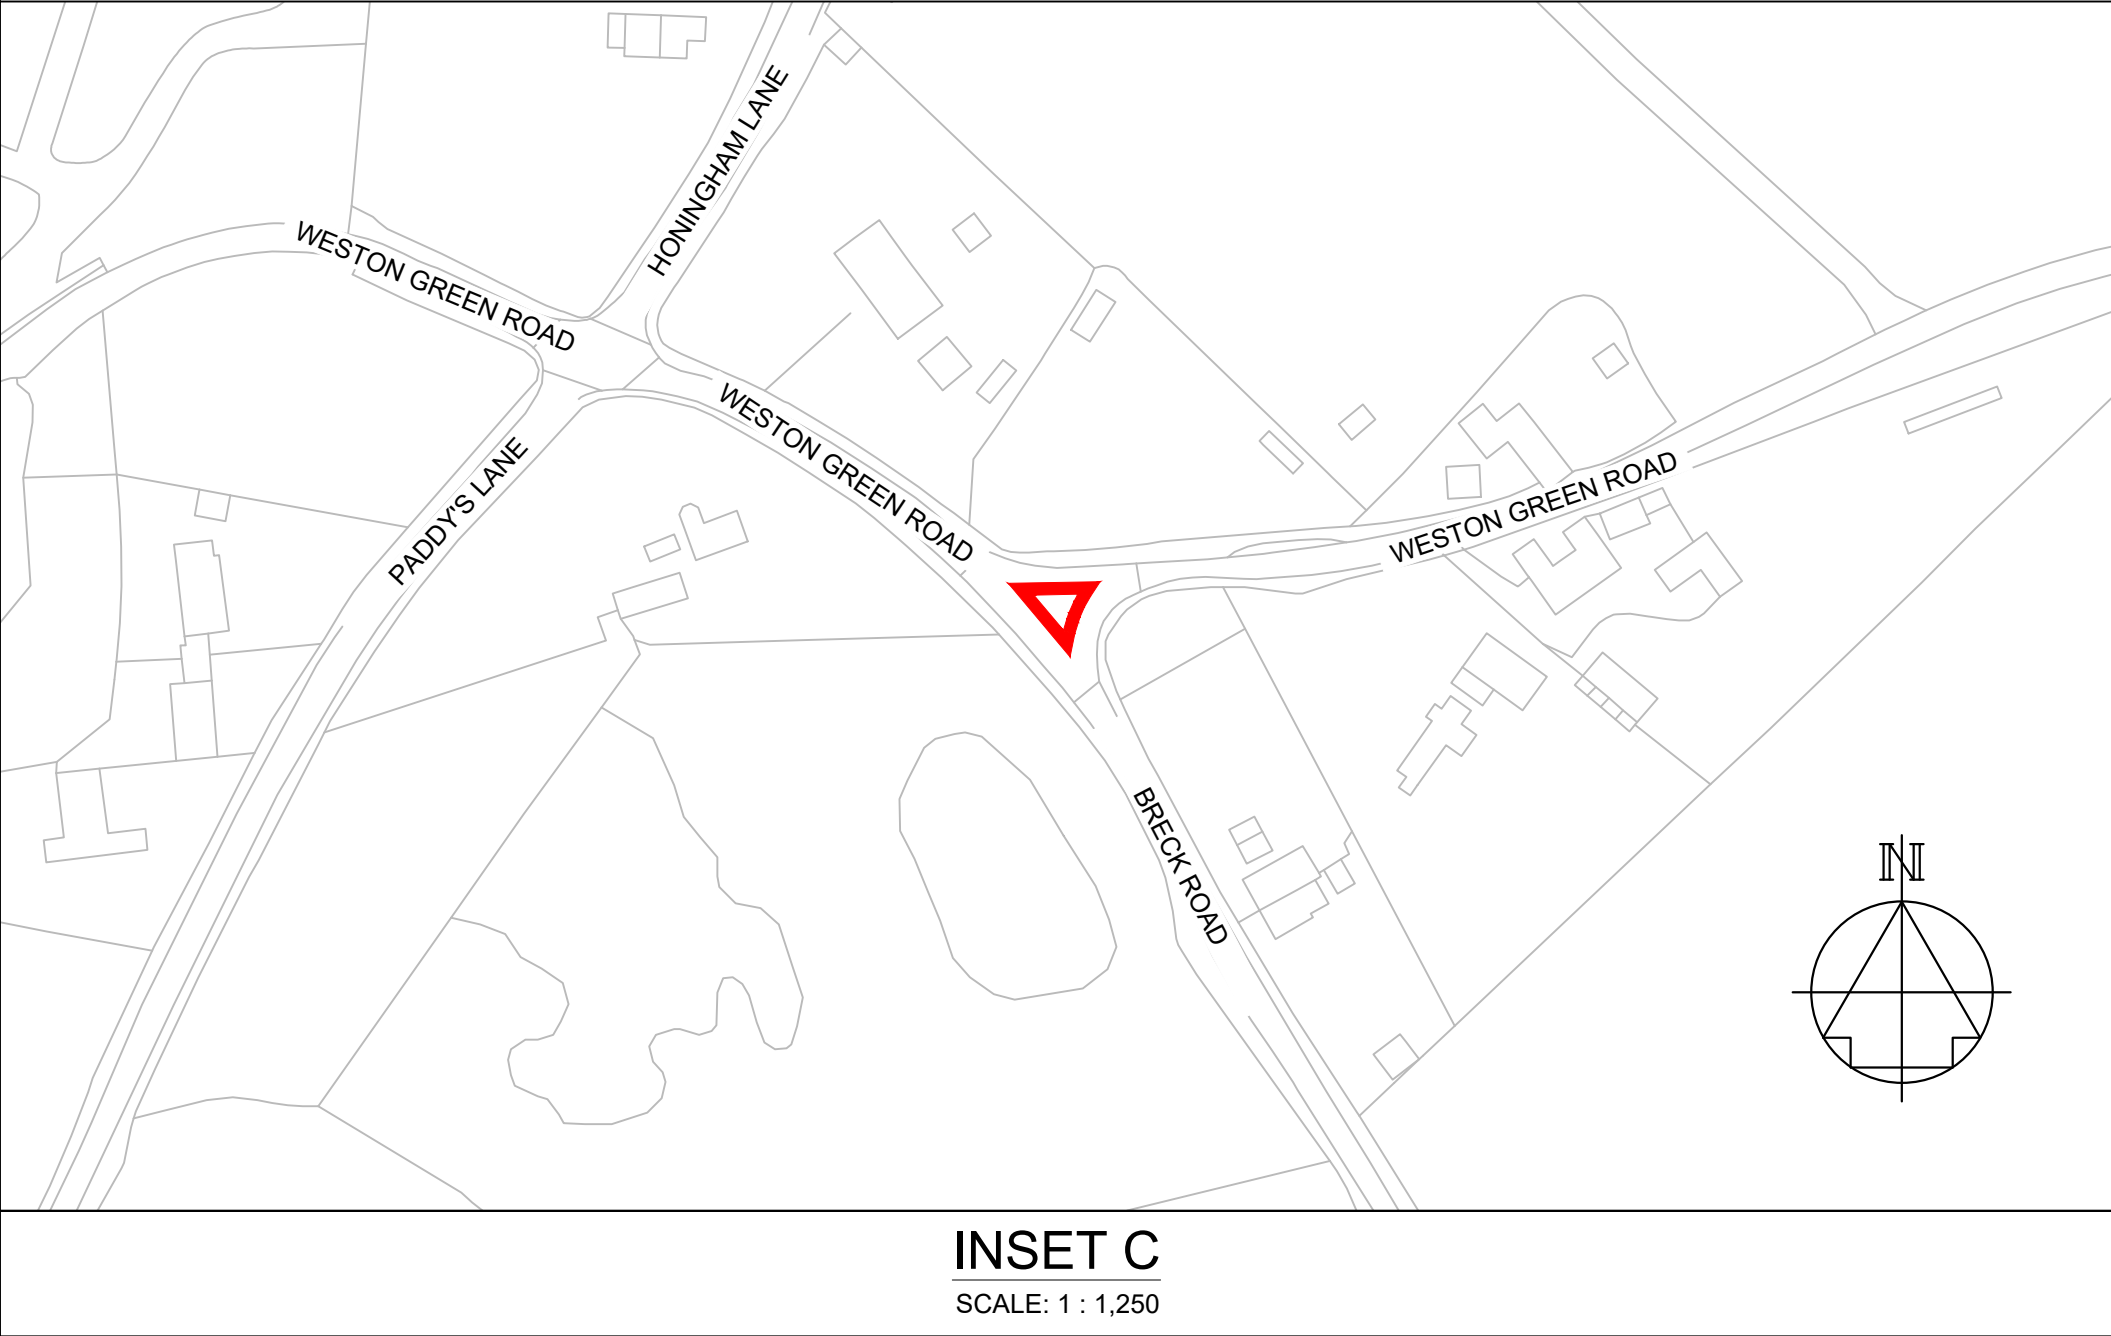 HONINGHAM LANE
WESTON GREEN ROAD
WESTON GREEN ROAD
WESTON GREEN ROAD
PADDY'S LANE
BRECK ROAD
N
INSET C
SCALE: 1 : 1,250